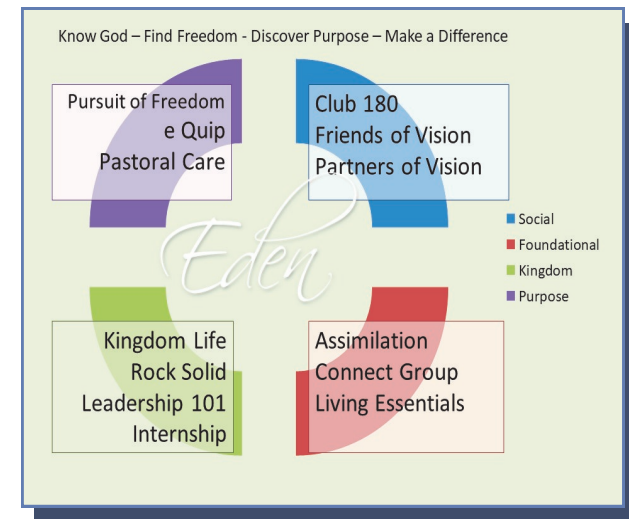 Know God – Find Freedom - Discover Purpose – Make a Difference
Pursuit of Freedom
e Quip
Pastoral Care
Club 180
Friends of Vision
Partners of Vision
Eden
Social
Foundational
Kingdom
Purpose
Kingdom Life
Rock Solid
Leadership 101
Internship
Assimilation
Connect Group
Living Essentials